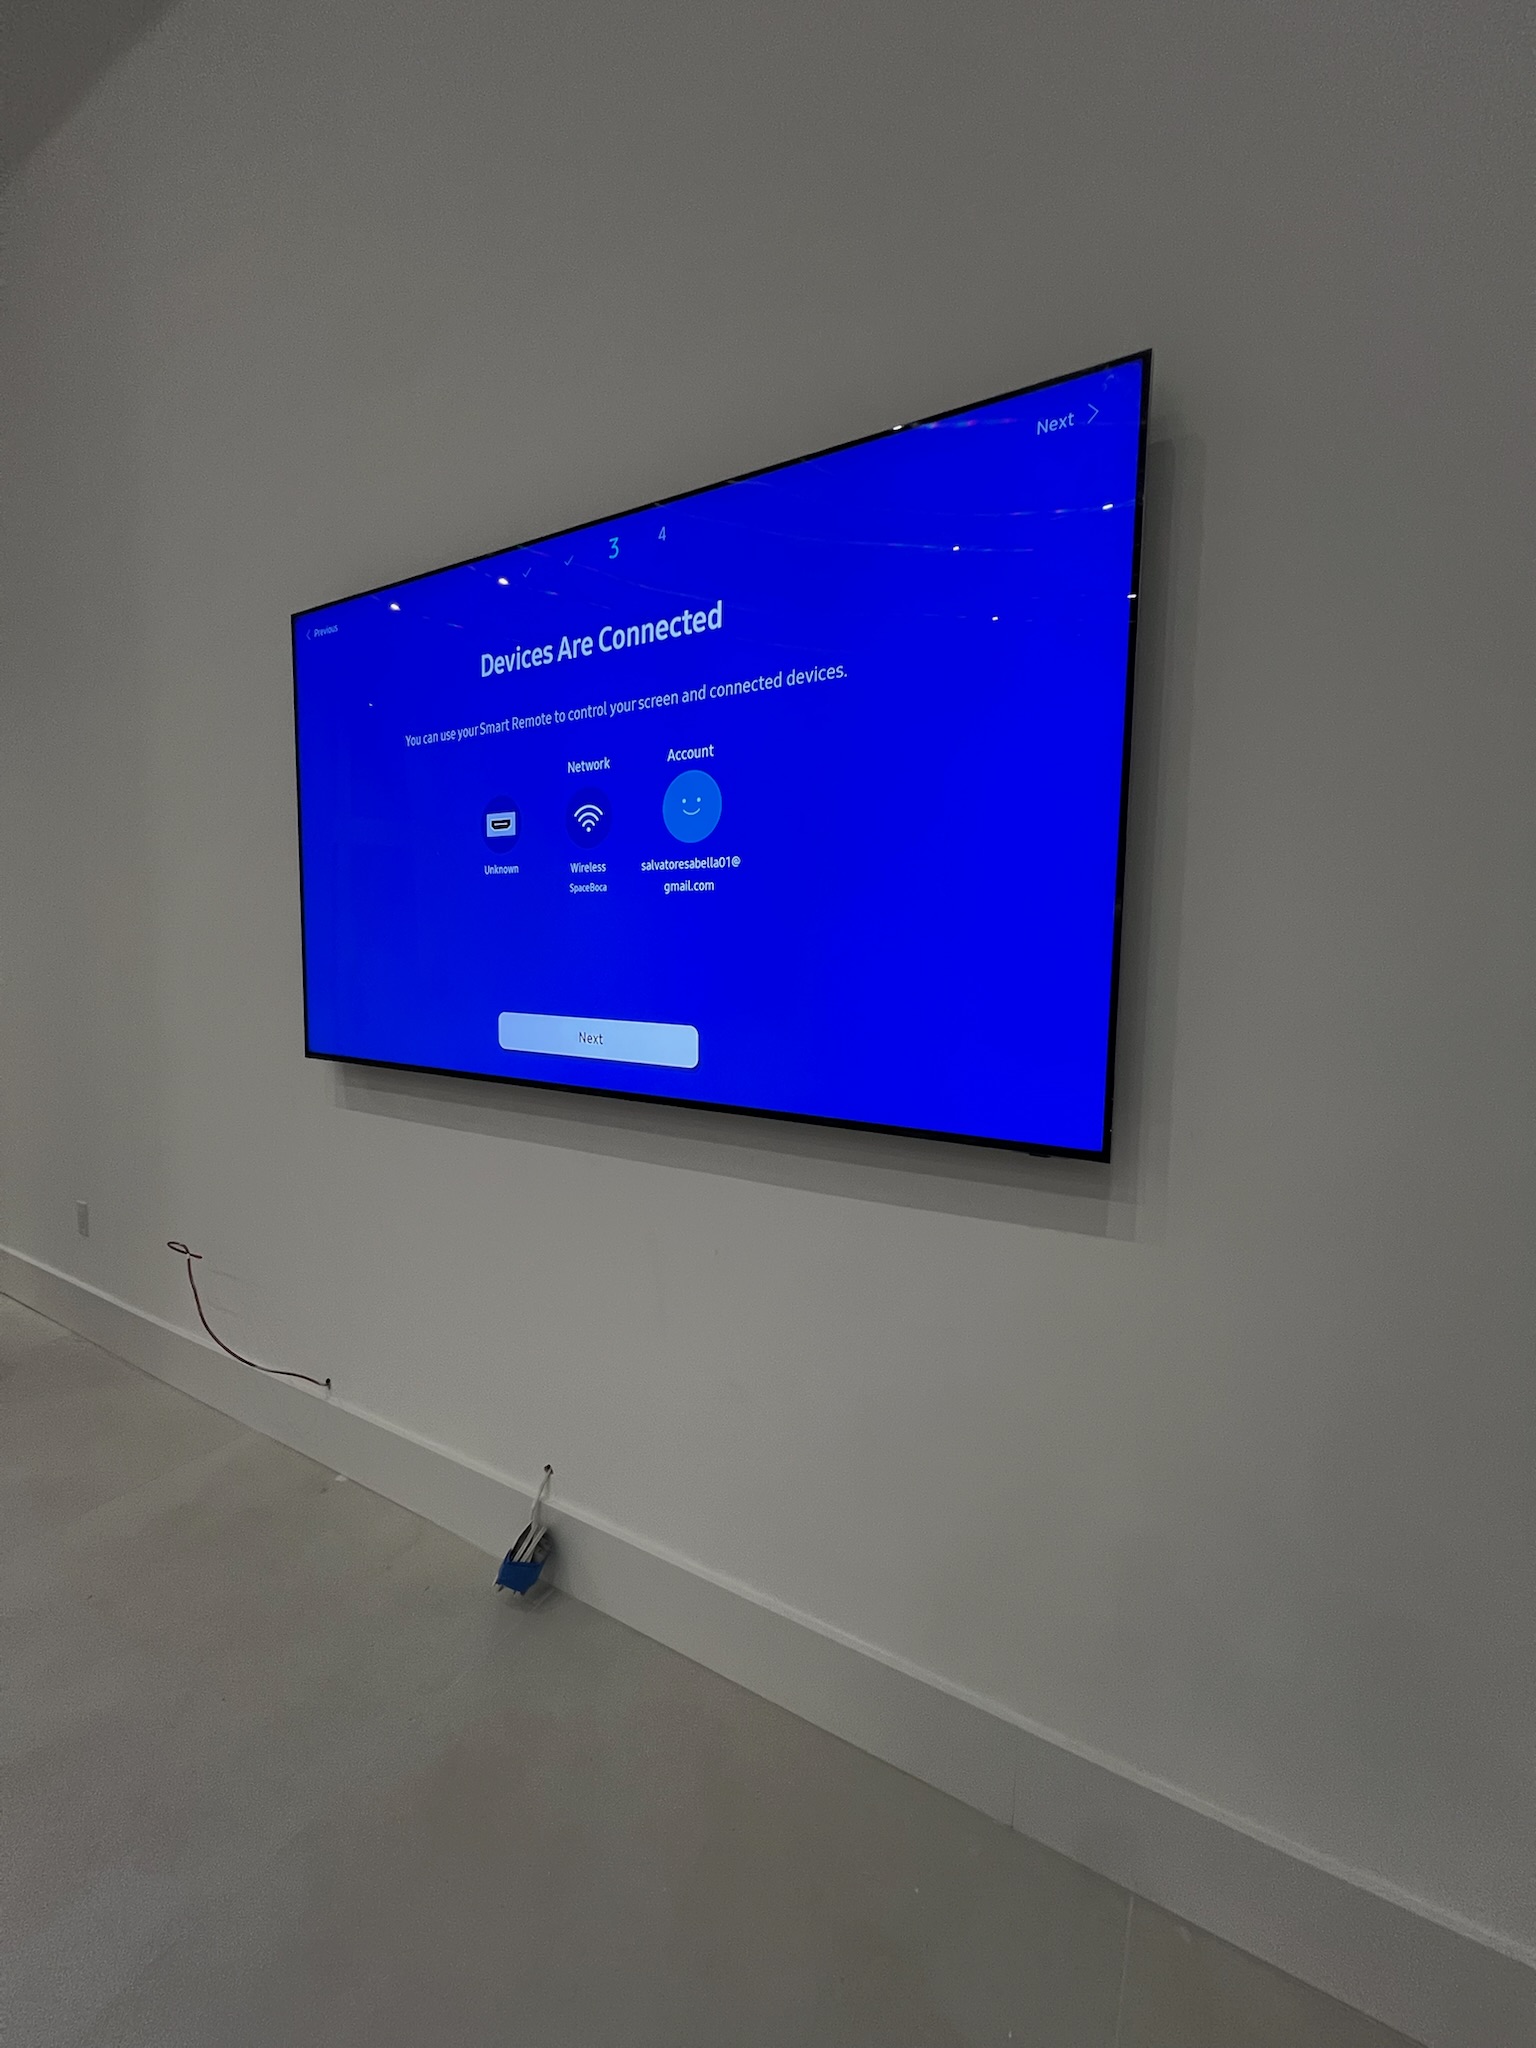 Next
3 4
Previous
Devices Are Connected
You can use your Smart Remote to control your screen and connected devices.
Network
Account
Unknown
Wireless
SpaceBoca
salvatoresabella01@
gmail.com
Next